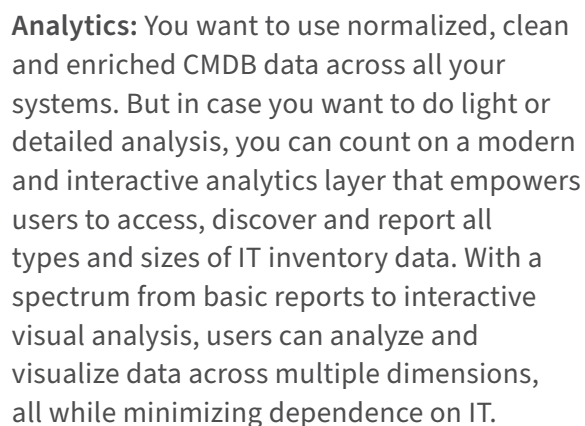 Analytics: You want to use normalized, clean
and enriched CMDB data across all your
systems. But in case you want to do light or
detailed analysis, you can count on a modern
and interactive analytics layer that empowers
users to access, discover and report all
types and sizes of IT inventory data. With a
spectrum from basic reports to interactive
visual analysis, users can analyze and
visualize data across multiple dimensions,
all while minimizing dependence on IT.